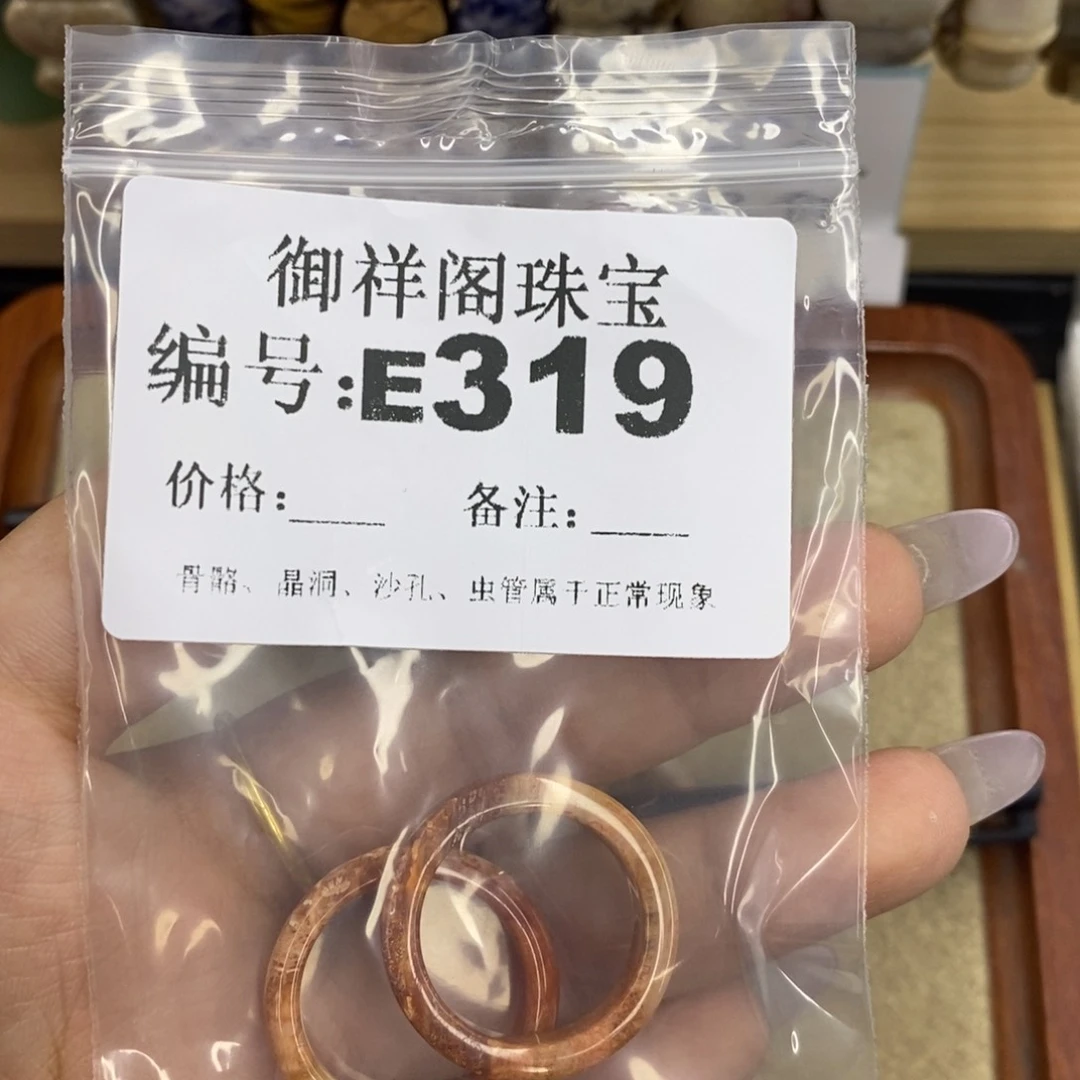 御祥阁珠宝
编号:E319
价格:____ 备注:____
骨骼、晶洞、沙孔、虫管属于正常现象